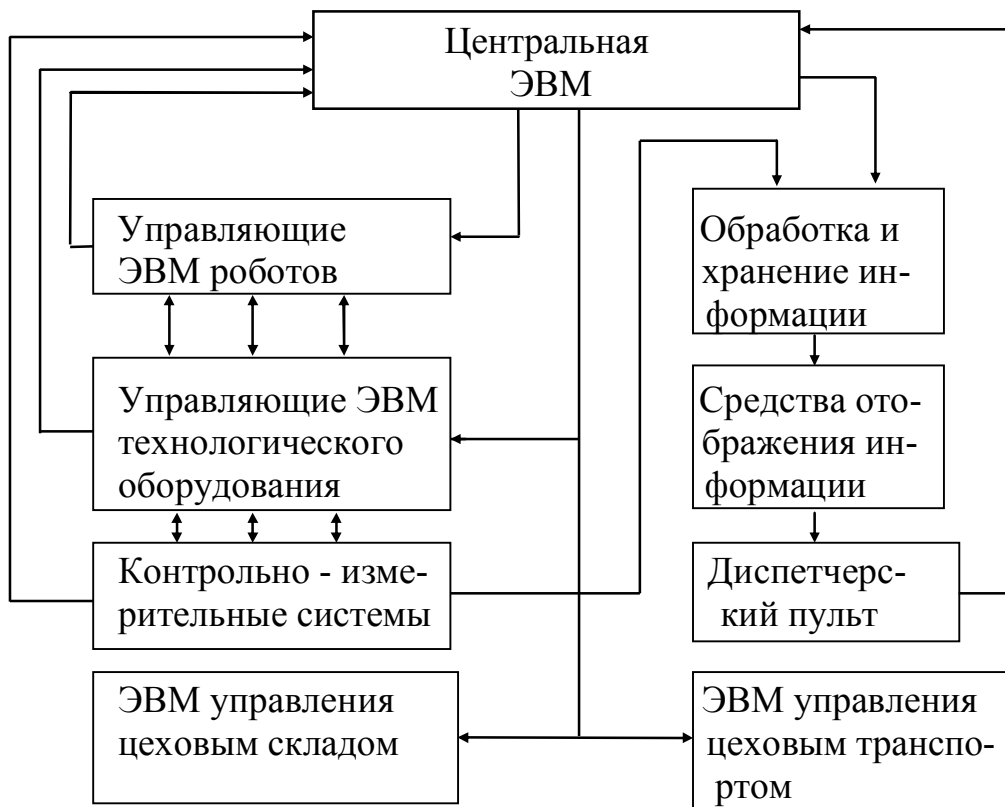 Центральная
ЭВМ
Управляющие
ЭВМ роботов
Обработка и
хранение ин-
формации
Управляющие ЭВМ
технологического
оборудования
Средства ото-
бражения ин-
формации
Контрольно - изме-
рительные системы
Диспетчерс-
кий пульт
ЭВМ управления
цеховым складом
ЭВМ управления
цеховым транспо-
ртом